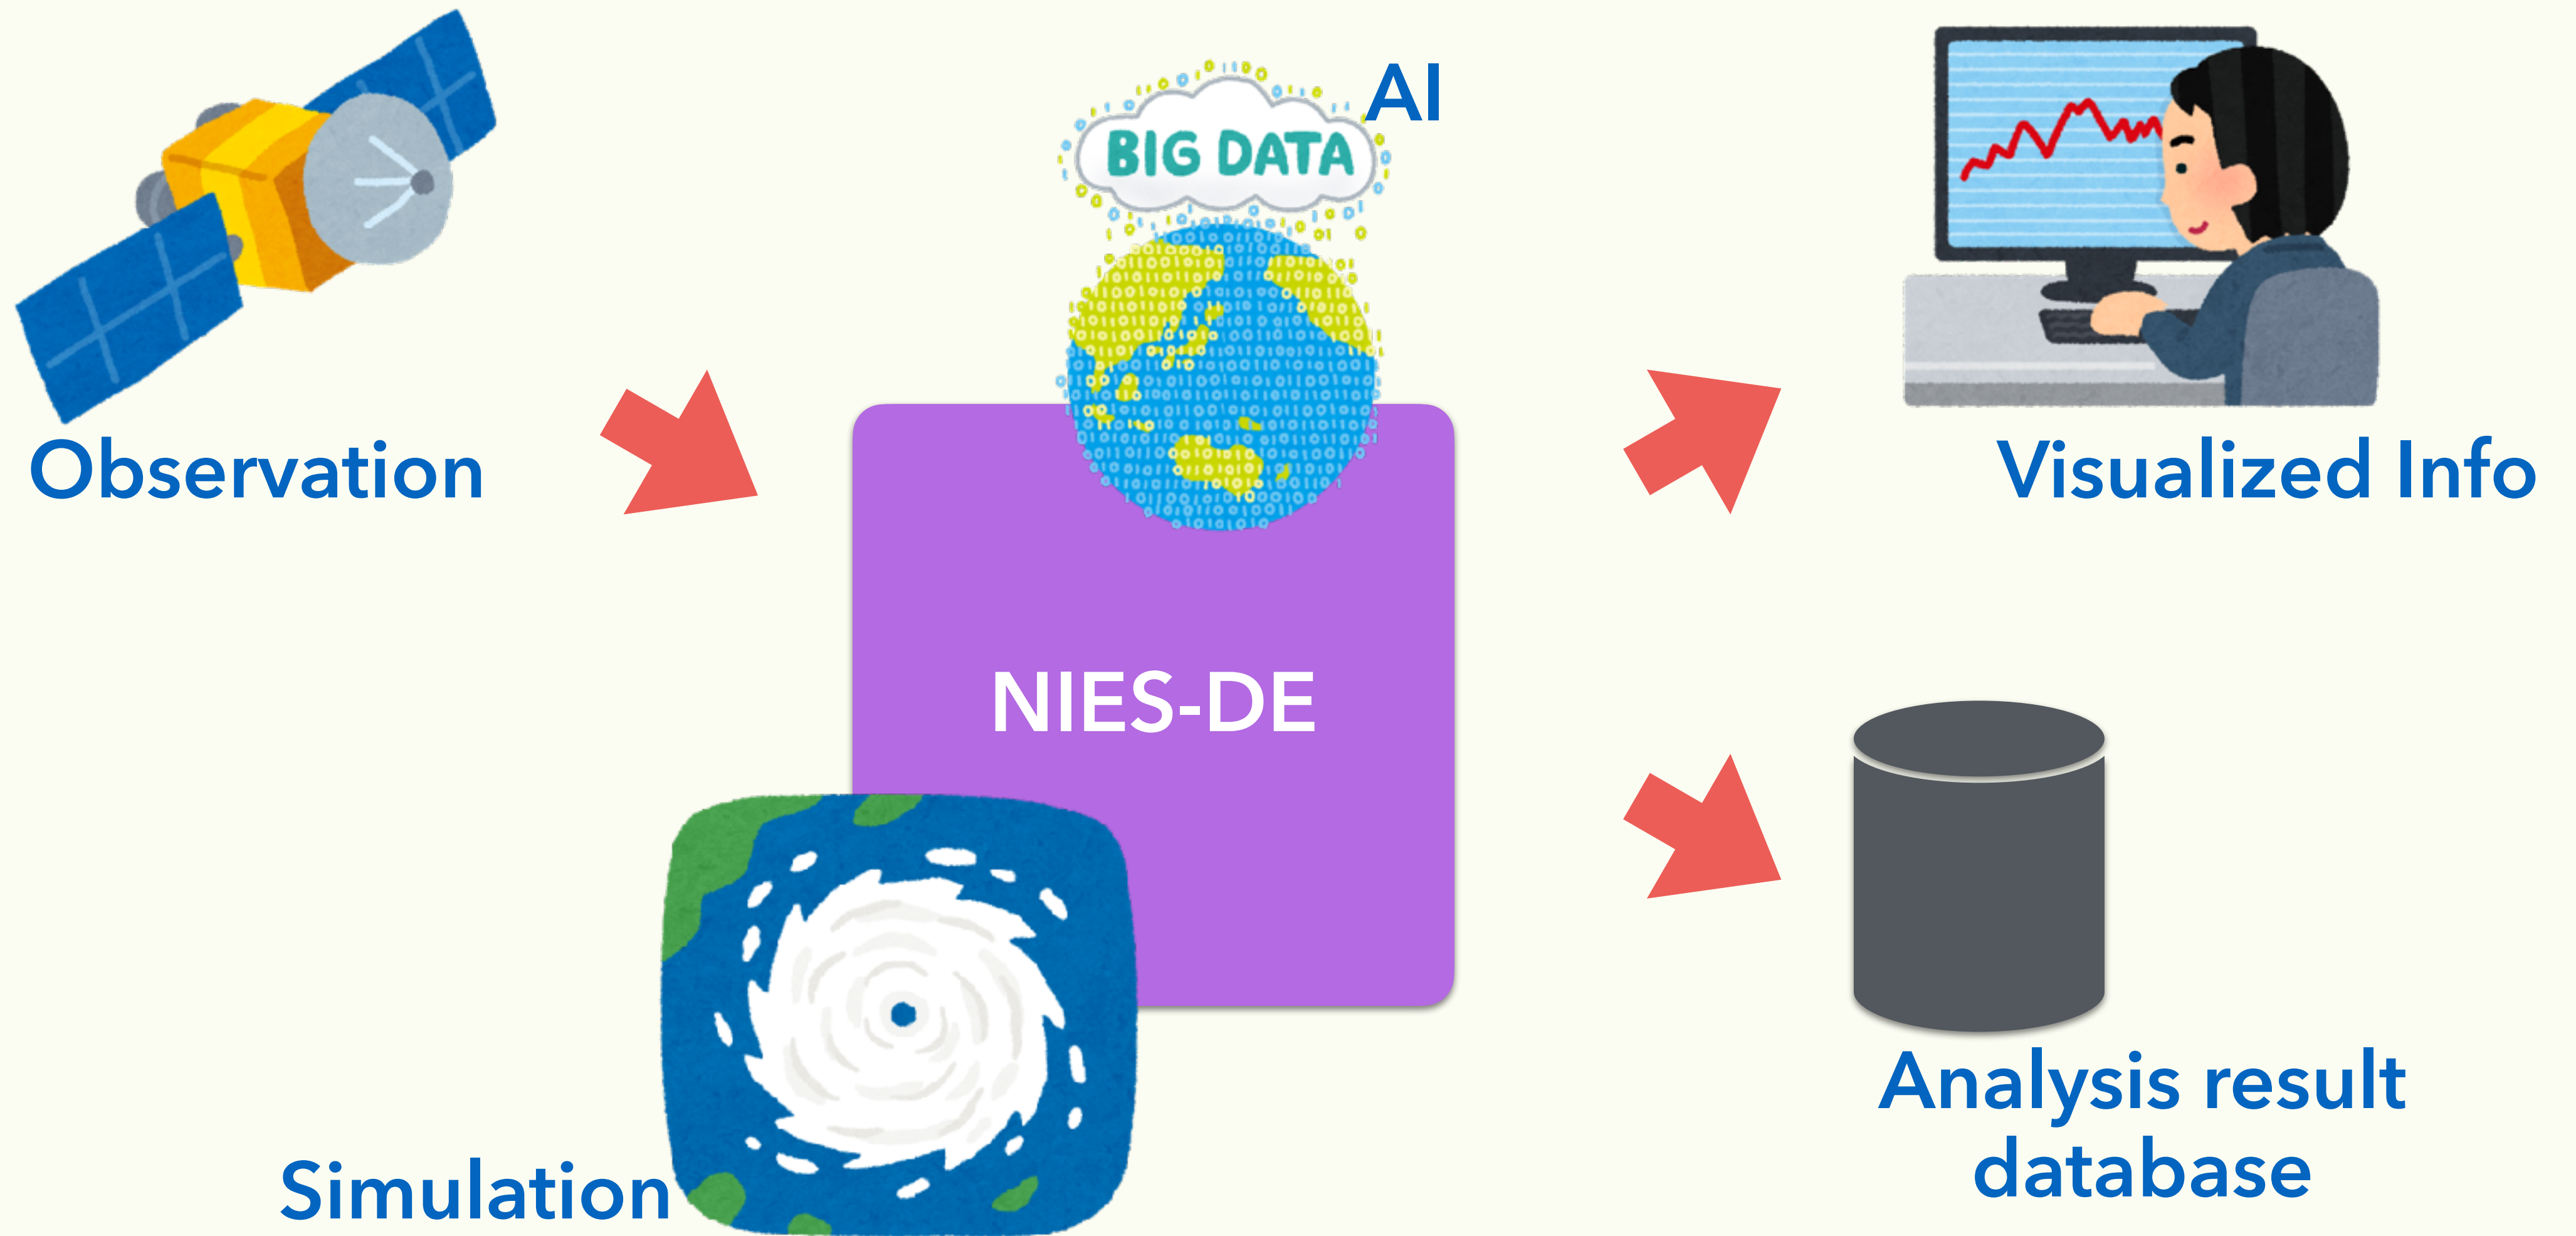 AI
BIG DATA
Observation
Visualized Info
NIES-DE
Simulation
Analysis result
database